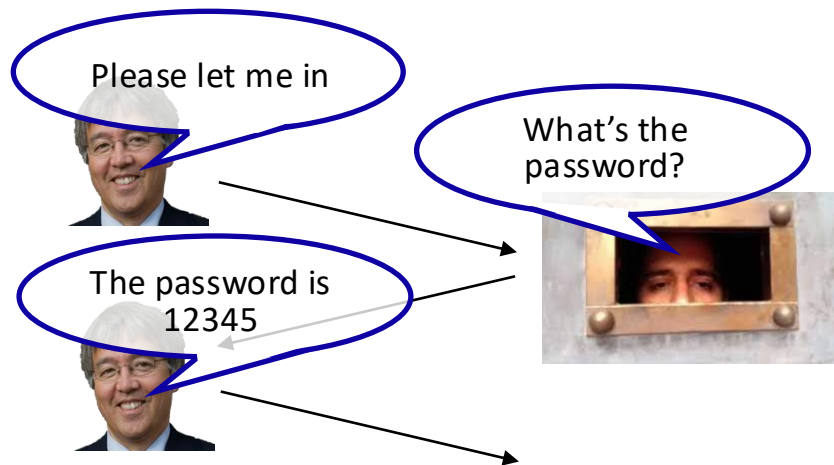 Please let me in
What’s the
password?
The password is
12345